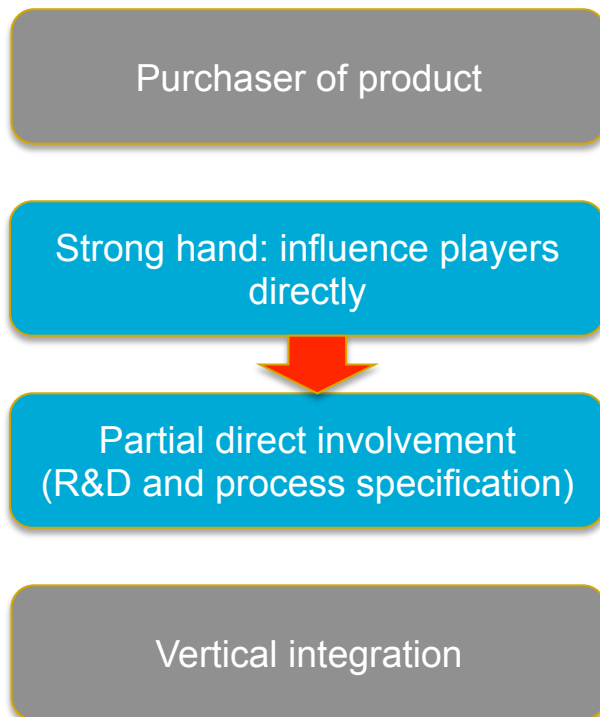 Purchaser of product
Strong hand: influence players
directly
Partial direct involvement
(R&D and process specification)
Vertical integration